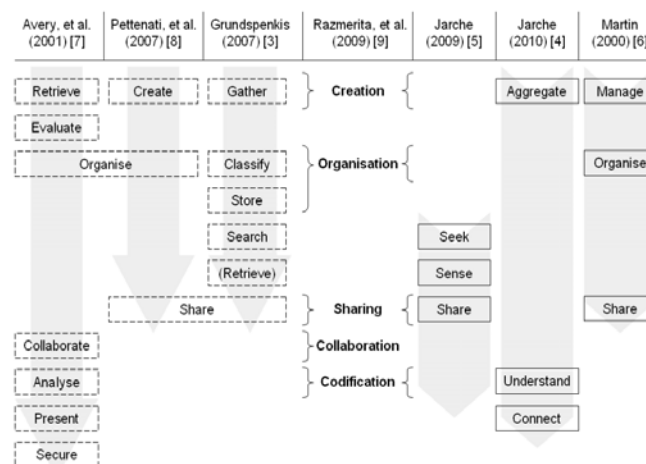 Avery, et al. Pettenati, et al. Grundspenkis Razmerita, et al. Jarche Jarche Martin
(2001) [7] (2007) [8] (2007) [3] (2009) [9] (2009) [5] (2010) [4] (2000) [6]
Retrieve Create Gather Creation Aggregate Manage
Evaluate
Organise Classify Organisation Organise
Store
Search Seek
(Retrieve) Sense
Share Sharing Share Share
Collaborate Collaboration
Analyse Codification Understand
Present Connect
Secure